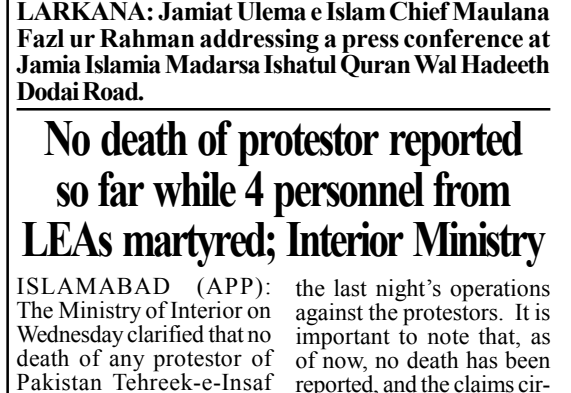 LARKANA: Jamiat Ulema e Islam Chief Maulana
Fazl ur Rahman addressing a press conference at
Jamia Islamia Madarsa Ishatul Quran Wal Hadeeth
Dodai Road.
No death of protestor reported
so far while 4 personnel from
LEAs martyred; Interior Ministry
ISLAMABAD (APP):
The Ministry of Interior on
Wednesday clarified that no
death of any protestor of
Pakistan Tehreek-e-Insaf
the last night's operations
against the protestors. It is
important to note that, as
of now, no death has been
reported, and the claims cir-